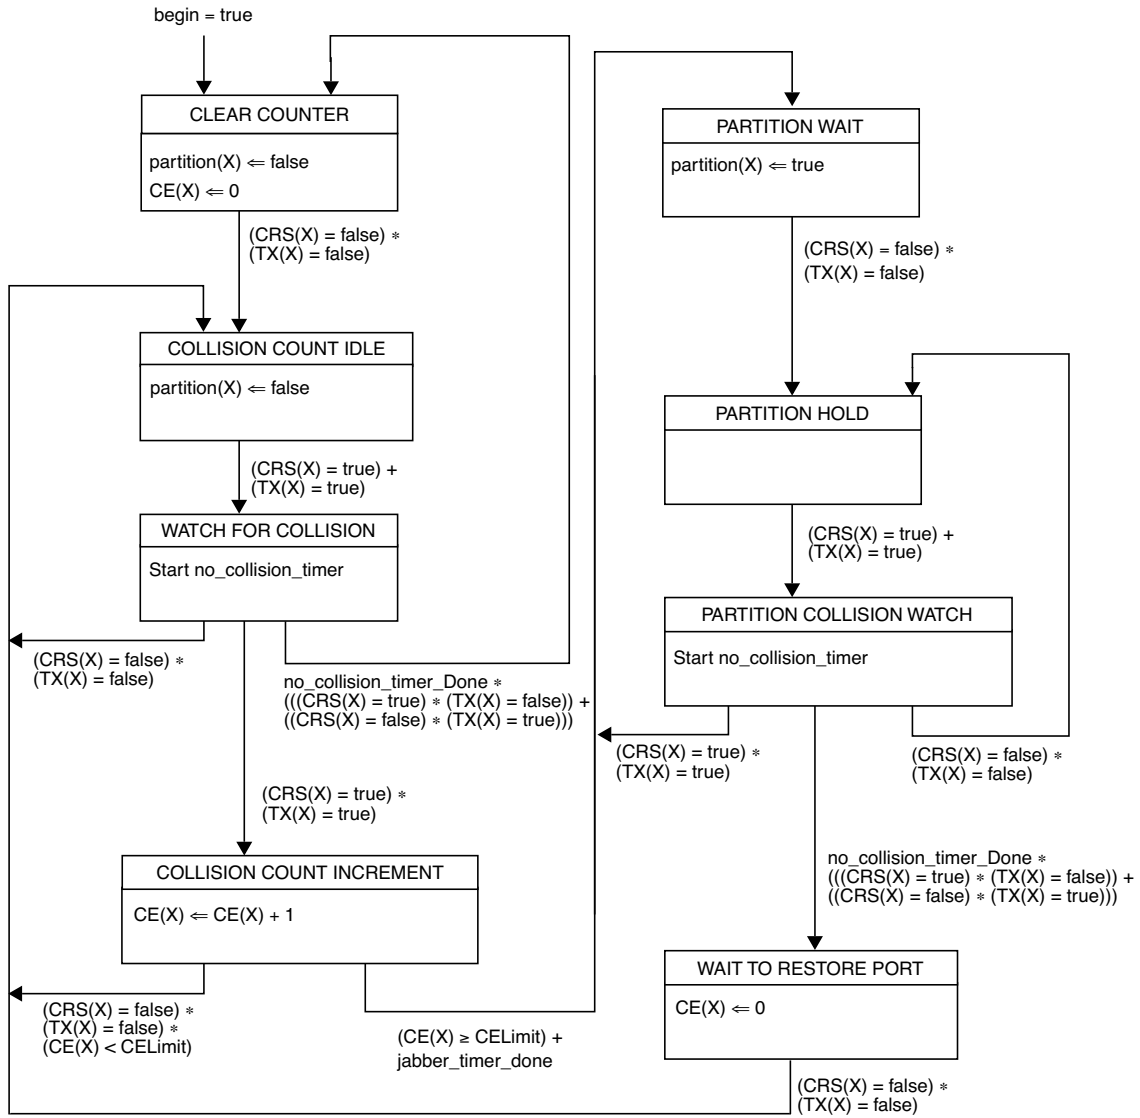 begin = true
CLEAR COUNTER
partition(X) ⇐ false
CE(X) ⇐ 0
(CRS(X) = false) *
(TX(X) = false)
COLLISION COUNT IDLE
partition(X) ⇐ false
(CRS(X) = true) +
(TX(X) = true)
WATCH FOR COLLISION
Start no_collision_timer
(CRS(X) = false) *
(TX(X) = false)
no_collision_timer_Done *
(((CRS(X) = true) * (TX(X) = false)) +
((CRS(X) = false) * (TX(X) = true)))
(CRS(X) = true) *
(TX(X) = true)
COLLISION COUNT INCREMENT
CE(X) ⇐ CE(X) + 1
(CRS(X) = false) *
(TX(X) = false) *
(CE(X) < CELimit)
(CE(X) ≥ CELimit) +
jabber_timer_done
PARTITION WAIT
partition(X) ⇐ true
(CRS(X) = false) *
(TX(X) = false)
PARTITION HOLD
(CRS(X) = true) +
(TX(X) = true)
PARTITION COLLISION WATCH
Start no_collision_timer
(CRS(X) = true) *
(TX(X) = true)
(CRS(X) = false) *
(TX(X) = false)
no_collision_timer_Done *
(((CRS(X) = true) * (TX(X) = false)) +
((CRS(X) = false) * (TX(X) = true)))
WAIT TO RESTORE PORT
CE(X) ⇐ 0
(CRS(X) = false) *
(TX(X) = false)